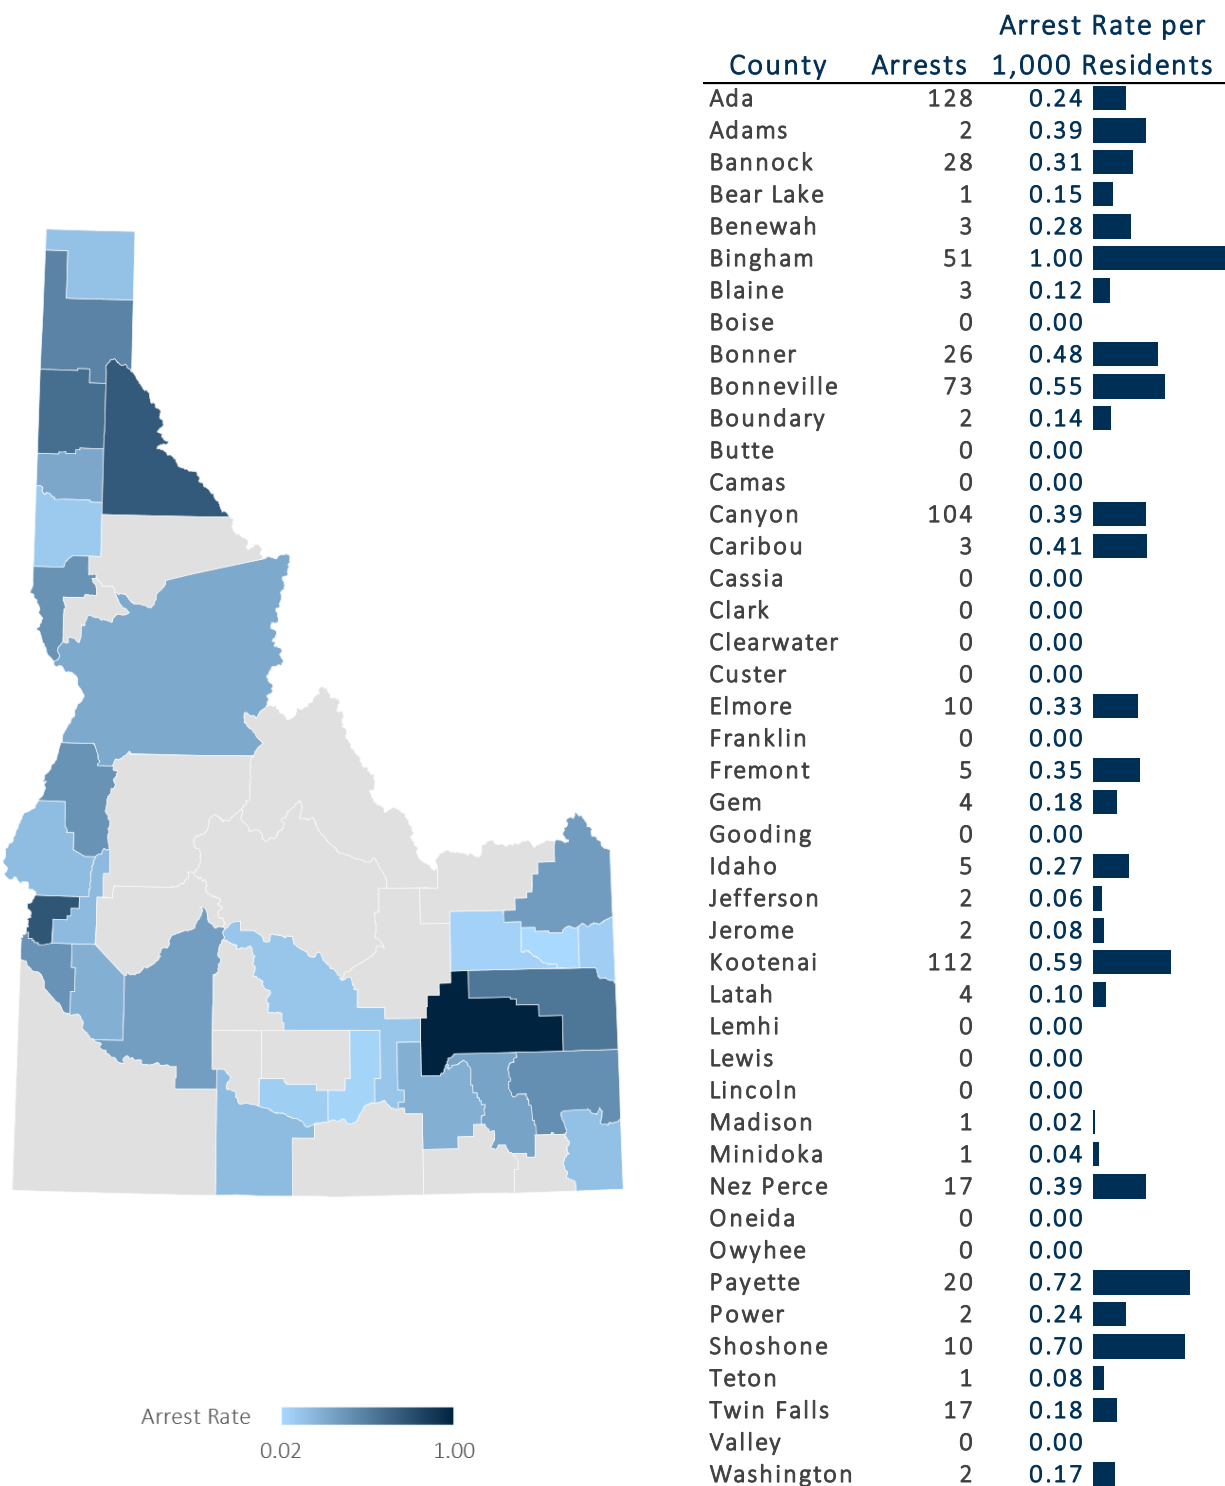 Arrest Rate per
County Arrests 1,000 Residents
Ada 128 0.24
Adams 2 0.39
Bannock 28 0.31
Bear Lake 1 0.15
Benewah 3 0.28
Bingham 51 1.00
Blaine 3 0.12
Boise 0 0.00
Bonner 26 0.48
Bonneville 73 0.55
Boundary 2 0.14
Butte 0 0.00
Camas 0 0.00
Canyon 104 0.39
Caribou 3 0.41
Cassia 0 0.00
Clark 0 0.00
Clearwater 0 0.00
Custer 0 0.00
Elmore 10 0.33
Franklin 0 0.00
Fremont 5 0.35
Gem 4 0.18
Gooding 0 0.00
Idaho 5 0.27
Jefferson 2 0.06
Jerome 2 0.08
Kootenai 112 0.59
Latah 4 0.10
Lemhi 0 0.00
Lewis 0 0.00
Lincoln 0 0.00
Madison 1 0.02
Minidoka 1 0.04
Nez Perce 17 0.39
Oneida 0 0.00
Owyhee 0 0.00
Payette 20 0.72
Power 2 0.24
Shoshone 10 0.70
Teton 1 0.08
Twin Falls 17 0.18
Valley 0 0.00
Washington 2 0.17
Arrest Rate
0.02 1.00